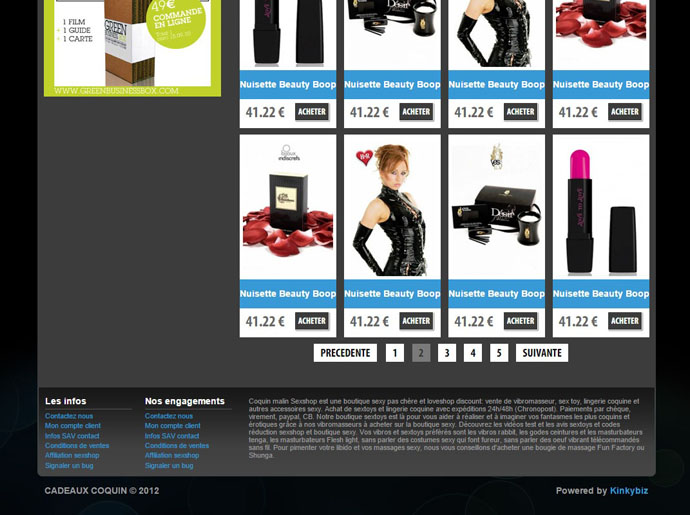 49€
COMMANDE
EN LIGNE
1 FILM
1 GUIDE
1 CARTE
GREEN
WWW.GREENBUSINESSBOX.COM
Désir
Nuisette Beauty Boop
Nuisette Beauty Boop
Nuisette Beauty Boop
Nuisette Beauty Boop
41.22 € ACHETER
41.22 € ACHETER
41.22 € ACHETER
41.22 € ACHETER
bijoux
indiscrets
Désir
Nuisette Beauty Boop
Nuisette Beauty Boop
Nuisette Beauty Boop
Nuisette Beauty Boop
41.22 € ACHETER
41.22 € ACHETER
41.22 € ACHETER
41.22 € ACHETER
PRECEDENTE 1 2 3 4 5 SUIVANTE
Les infos
Contactez nous
Mon compte client
Infos SAV contact
Conditions de ventes
Affiliation sexshop
Signaler un bug
Nos engagements
Contactez nous
Mon compte client
Infos SAV contact
Conditions de ventes
Affiliation sexshop
Signaler un bug
Coquin malin Sexshop est une boutique sexy pas chère et loveshop discount: vente de vibromasseur, sex toy, lingerie coquine et
autres accessoires sexy. Achat de sextoys et lingerie coquine avec expéditions 24h/48h (Chronopost). Paiements par chéque,
virement, paypal, CB. Notre boutique sextoys est là pour vous aider à réaliser et à imaginer vos fantasmes les plus coquins et
érotiques grâce à nos vibromasseurs à acheter sur la boutique sexy. Découvrez les vidéos test et les avis sextoys et codes
réduction sexshop et boutique sexy. Vos vibros et sextoys préférés sont les vibros rabbit, les godes ceintures et les masturbateurs
tenga, les masturbateurs Flesh light, sans parler des costumes sexy qui font fureur, sans parler des oeuf vibrant télécommandés
sans fil. Pour pimenter votre libido et vos massages sexy, nous vous conseillons d'acheter une bougie de massage Fun Factory ou
Shunga.
CADEAUX COQUIN © 2012
Powered by Kinkybiz